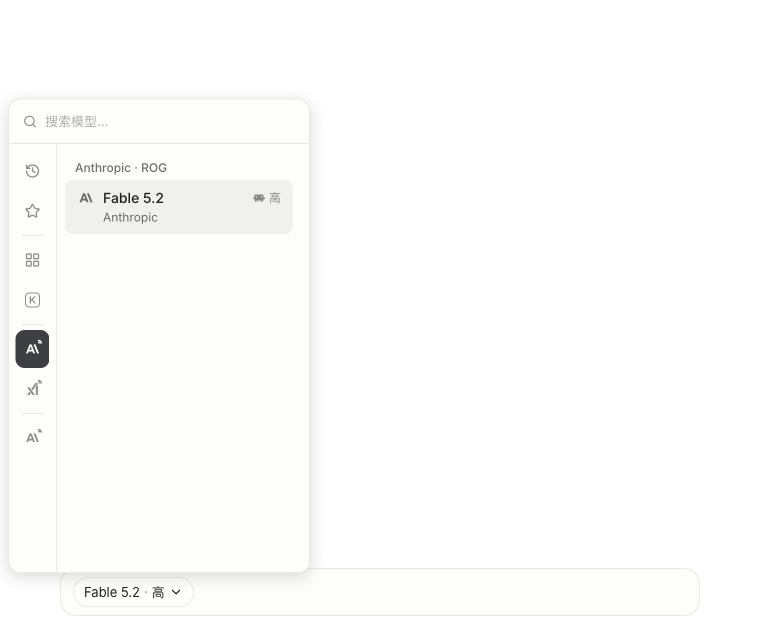 搜索模型...
Anthropic · ROG
Fable 5.2
高
Anthropic
K
Fable 5.2 · 高